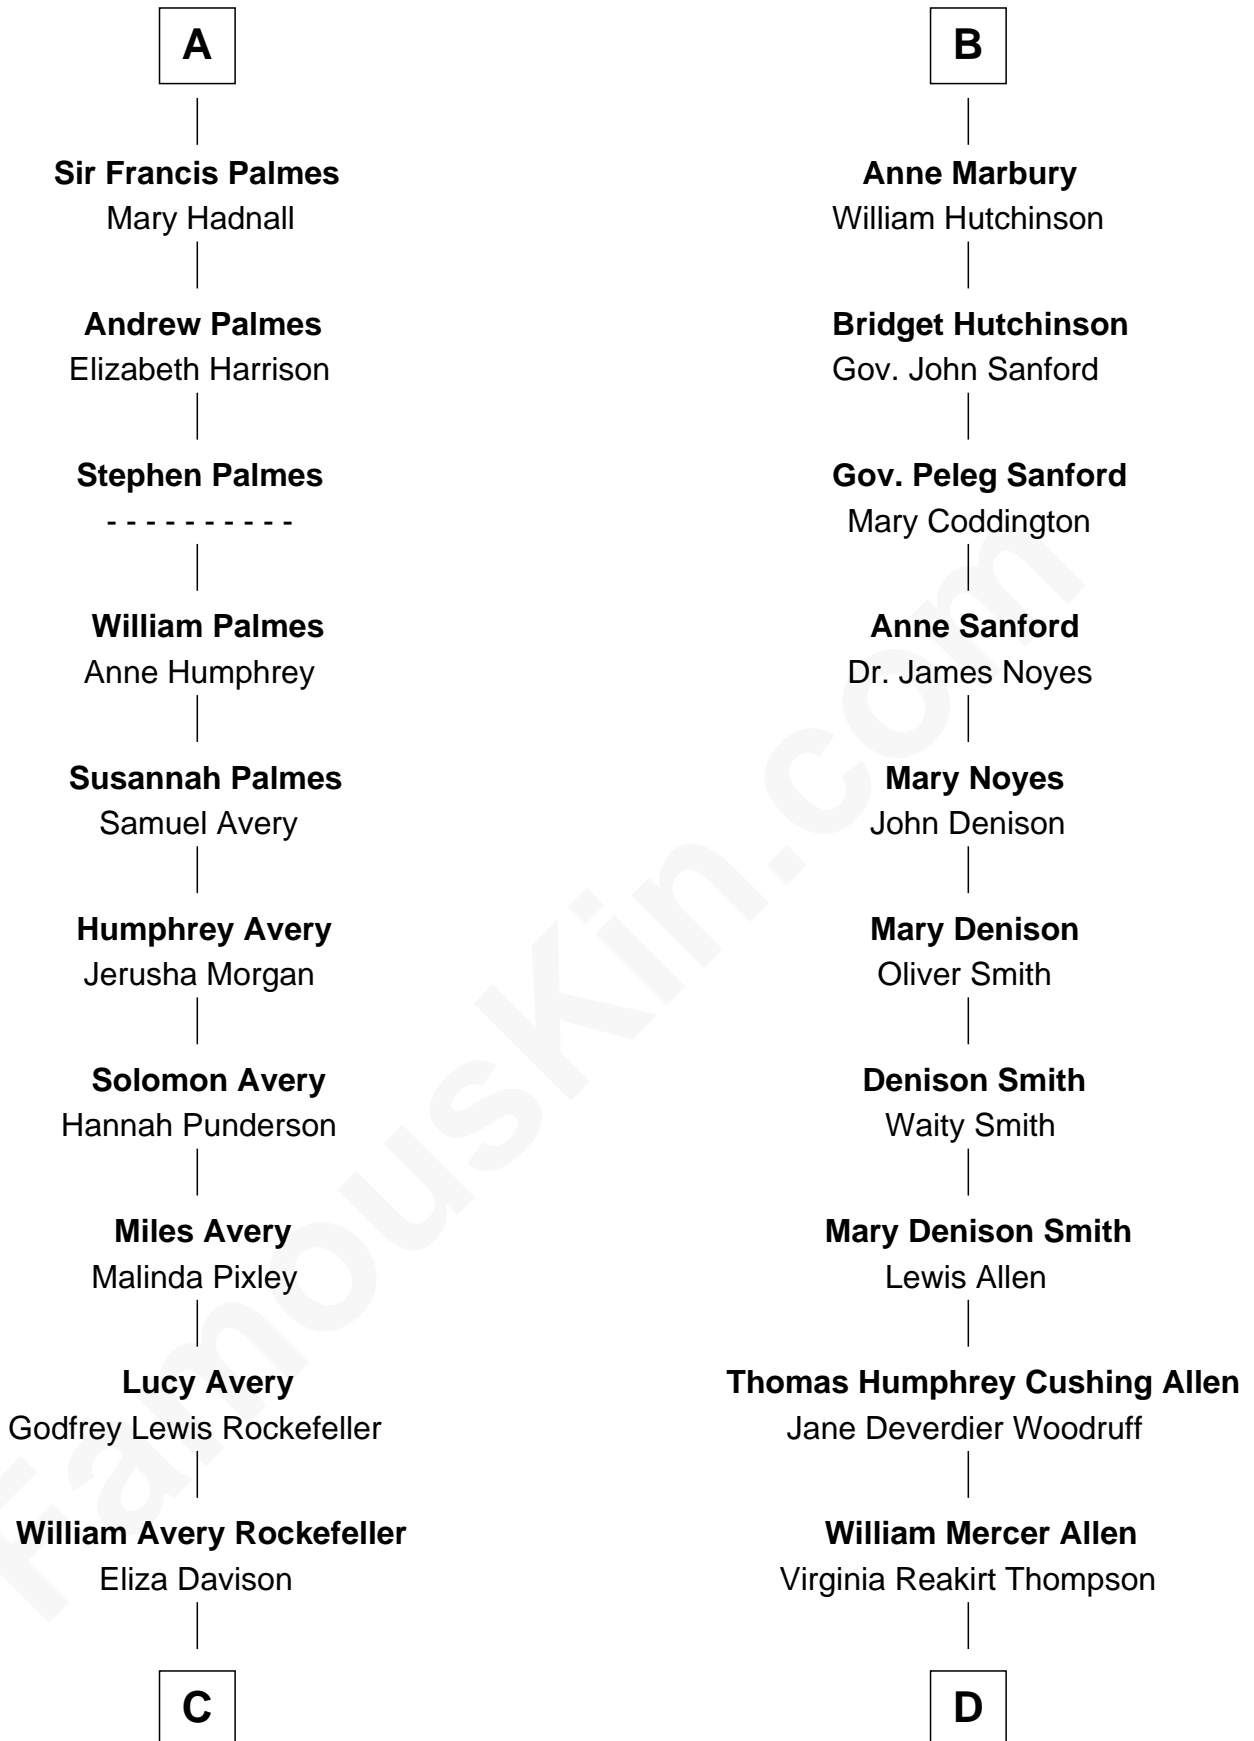 A
Sir Francis Palmes
Mary Hadnall
Andrew Palmes
Elizabeth Harrison
Stephen Palmes
- - - - - - - - - -
William Palmes
Anne Humphrey
Susannah Palmes
Samuel Avery
Humphrey Avery
Jerusha Morgan
Solomon Avery
Hannah Punderson
Miles Avery
Malinda Pixley
Lucy Avery
Godfrey Lewis Rockefeller
William Avery Rockefeller
Eliza Davison
C
B
Anne Marbury
William Hutchinson
Bridget Hutchinson
Gov. John Sanford
Gov. Peleg Sanford
Mary Coddington
Anne Sanford
Dr. James Noyes
Mary Noyes
John Denison
Mary Denison
Oliver Smith
Denison Smith
Waity Smith
Mary Denison Smith
Lewis Allen
Thomas Humphrey Cushing Allen
Jane Deverdier Woodruff
William Mercer Allen
Virginia Reakirt Thompson
D
FamousKin.com